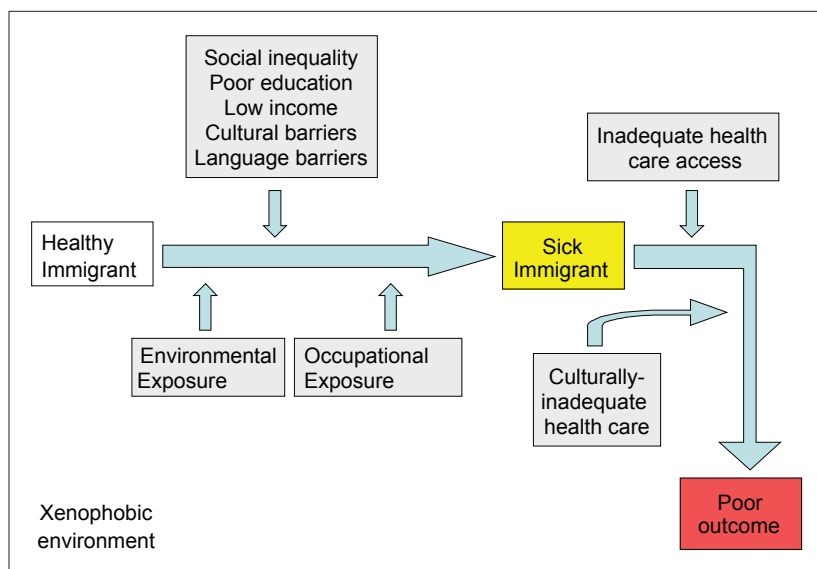 Social inequality
Poor education
Low income
Cultural barriers
Language barriers
Inadequate health
care access
Healthy
Immigrant
Sick
Immigrant
Environmental
Exposure
Occupational
Exposure
Culturally-
inadequate
health care
Poor
outcome
Xenophobic
environment